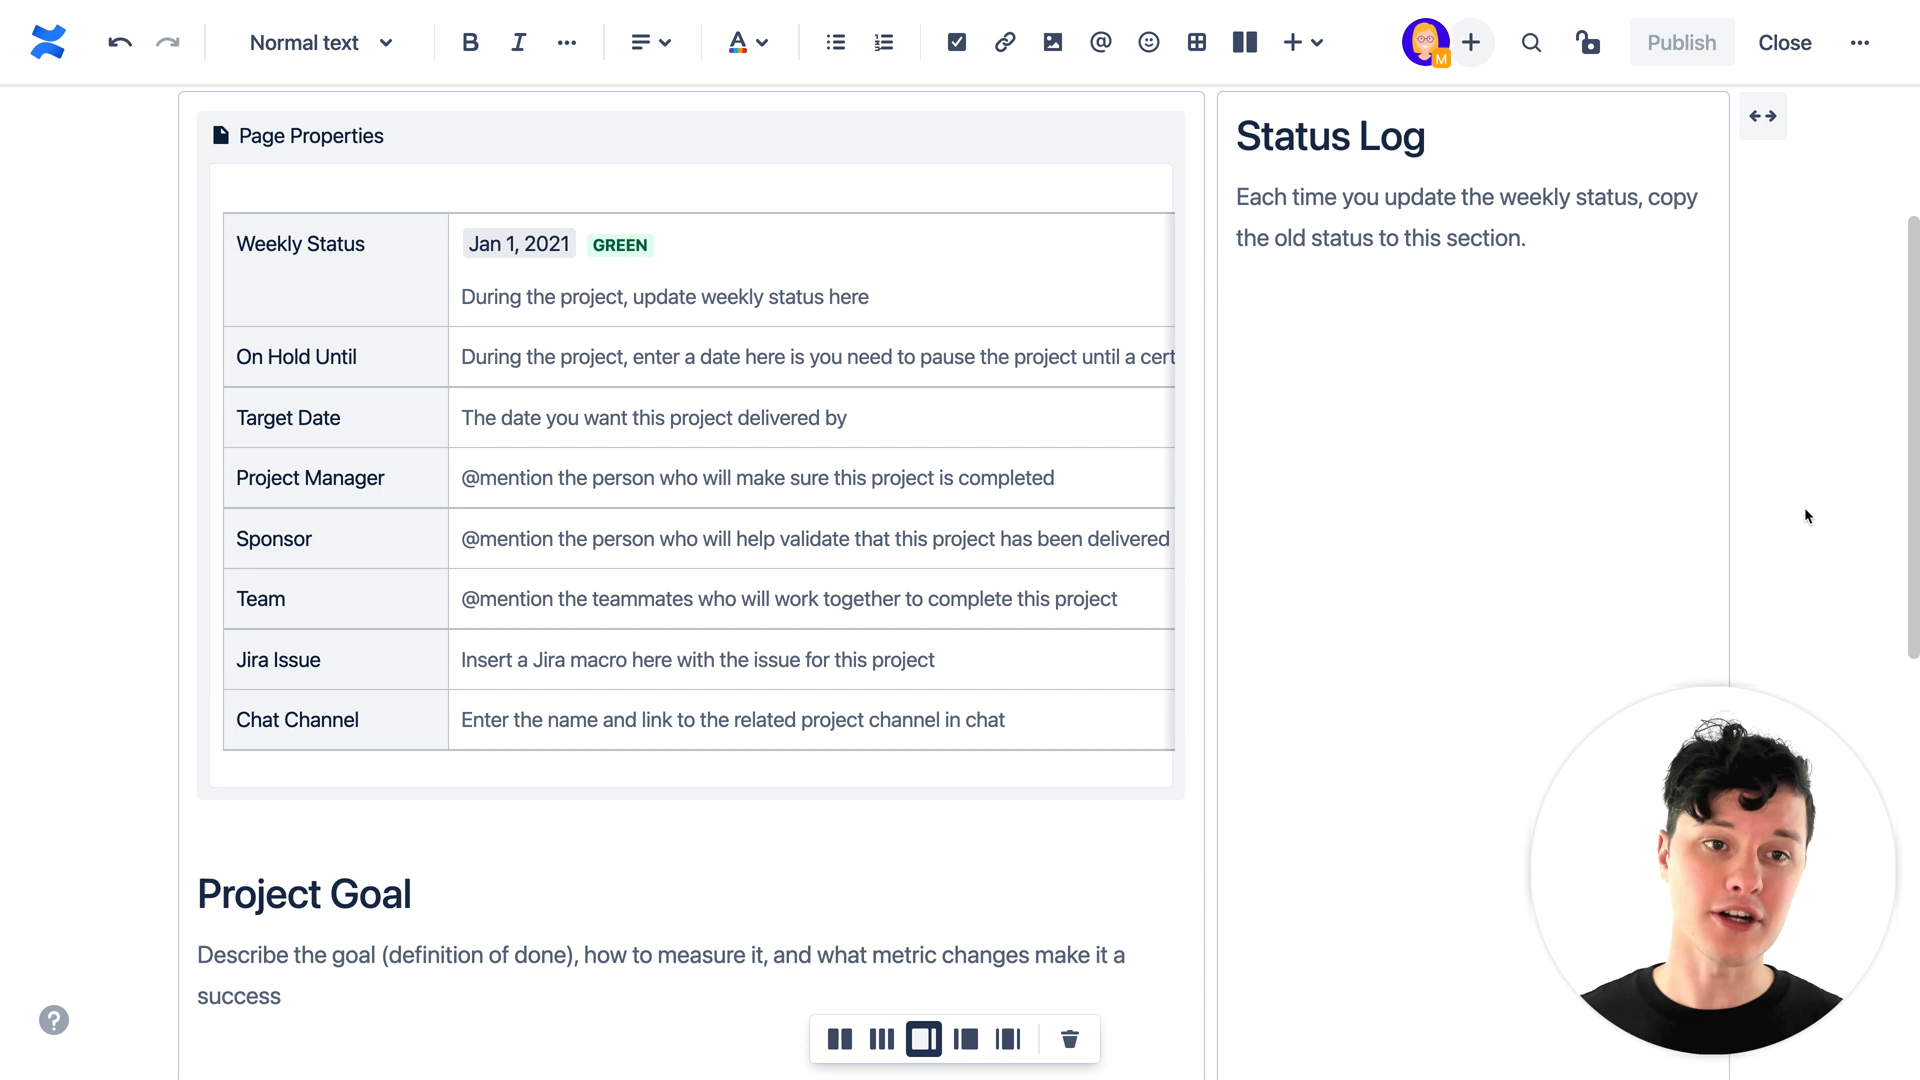 Normal text
Publish
Close
M
Page Properties
Weekly Status
Jan 1, 2021 GREEN
During the project, update weekly status here
On Hold Until
During the project, enter a date here is you need to pause the project until a cert
Target Date
The date you want this project delivered by
Project Manager
@mention the person who will make sure this project is completed
Sponsor
@mention the person who will help validate that this project has been delivered
Team
@mention the teammates who will work together to complete this project
Jira Issue
Insert a Jira macro here with the issue for this project
Chat Channel
Enter the name and link to the related project channel in chat
Project Goal
Describe the goal (definition of done), how to measure it, and what metric changes make it a
success
Status Log
Each time you update the weekly status, copy
the old status to this section.